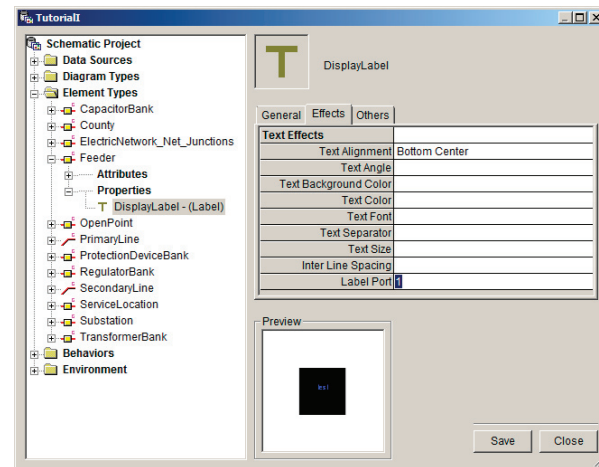 TutorialI
Schematic Project
Data Sources
Diagram Types
Element Types
CapacitorBank
County
ElectricNetwork_Net_Junctions
Feeder
Attributes
Properties
T DisplayLabel - (Label)
OpenPoint
PrimaryLine
ProtectionDeviceBank
RegulatorBank
SecondaryLine
ServiceLocation
Substation
TransformerBank
Behaviors
Environment
T DisplayLabel
General Effects Others
Text Effects
Text Alignment Bottom Center
Text Angle
Text Background Color
Text Color
Text Font
Text Separator
Text Size
Inter Line Spacing
Label Port 1
Preview
Save Close